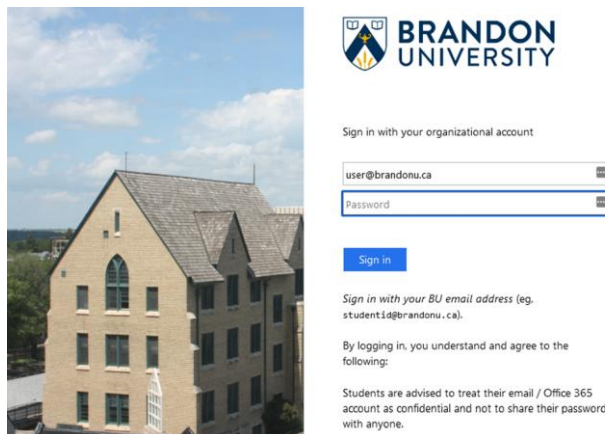 BRANDON
UNIVERSITY
Sign in with your organizational account
user@brandonu.ca
Password
Sign in
Sign in with your BU email address (eg.
studentid@brandonu.ca).
By logging in, you understand and agree to the
following:
Students are advised to treat their email / Office 365
account as confidential and not to share their password
with anyone.